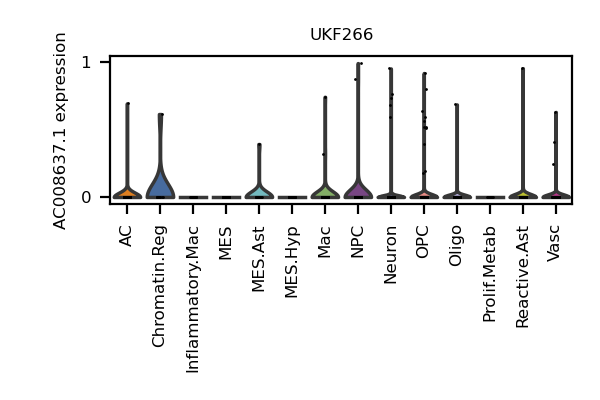 UKF266
AC008637.1 expression
1
0
AC
Chromatin.Reg
Inflammatory.Mac
MES
MES.Ast
MES.Hyp
Mac
NPC
Neuron
OPC
Oligo
Prolif.Metab
Reactive.Ast
Vasc